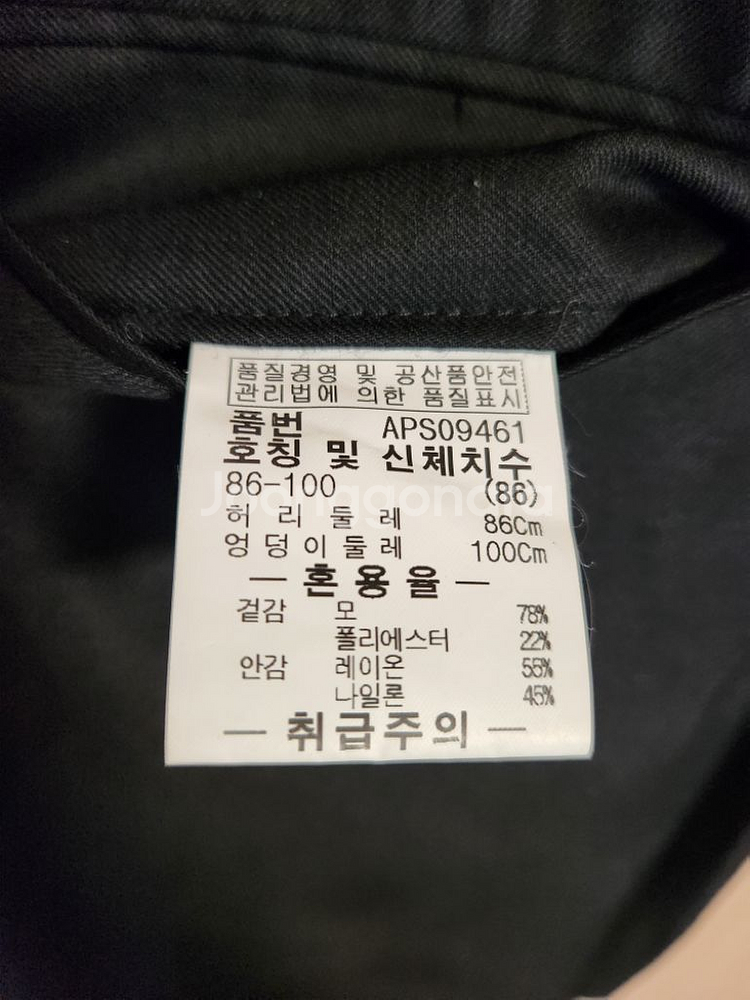 품질경영 및 공산품안전
관리법에 의한 품질표시
품번 APS09461
호칭 및 신체치수
86-100 (86)
허 리 둘 레 86Cm
엉 덩 이 둘 레 100Cm
— 혼 용 율 —
겉감 모 78%
폴리에스터 22%
안감 레이온 55%
나일론 45%
— 취급주의 —
Joonggonara